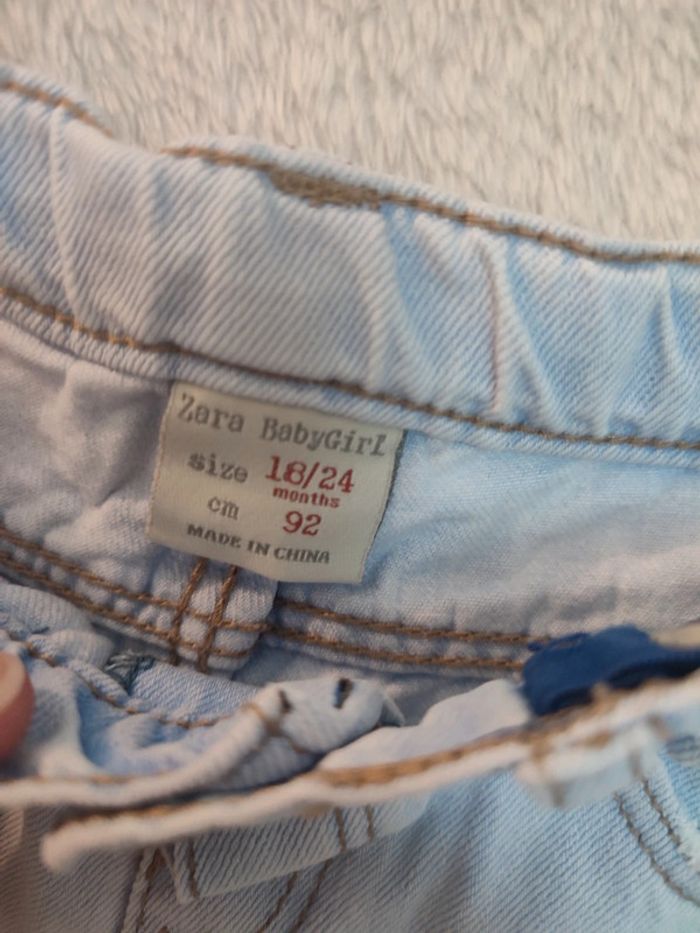 Zara BabyGirl
size 18/24
months
cm 92
MADE IN CHINA